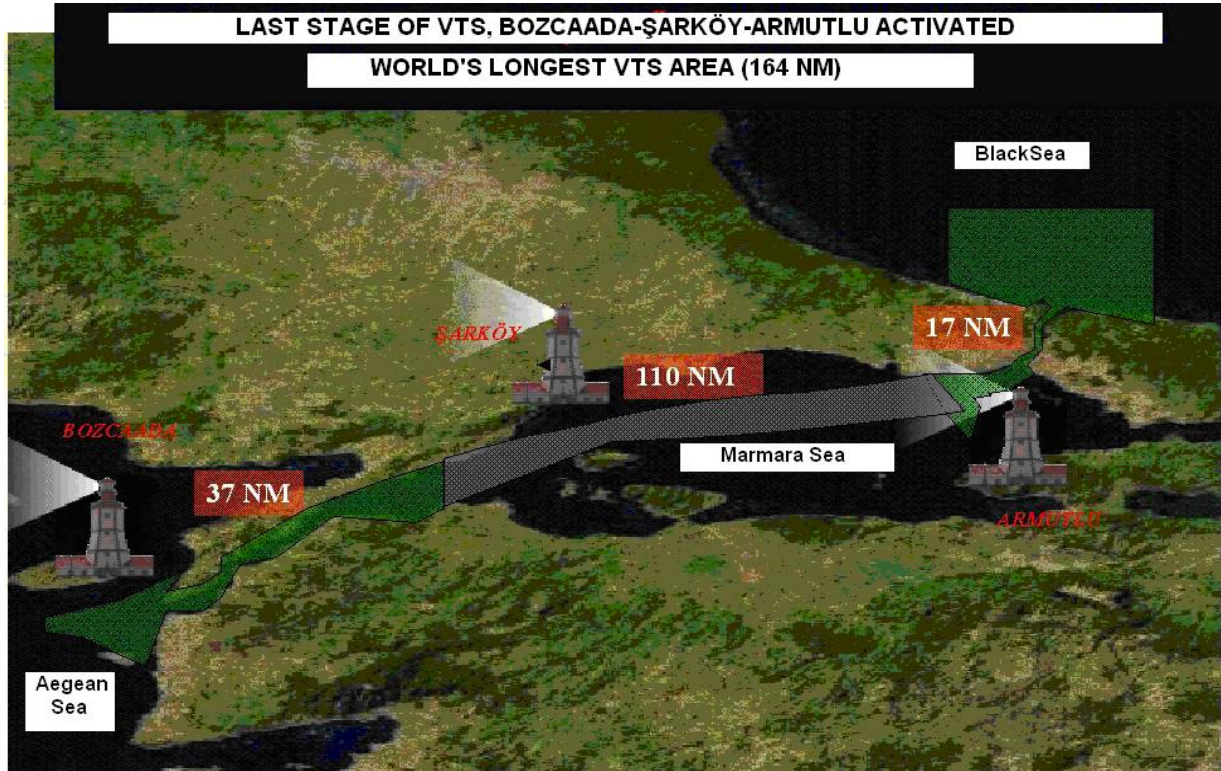 LAST STAGE OF VTS, BOZCAADA-ŞARKÖY-ARMUTLU ACTIVATED
WORLD'S LONGEST VTS AREA (164 NM)
BlackSea
17 NM
ŞARKÖY
110 NM
BOZCAADA
Marmara Sea
37 NM
ARMUTLU
Aegean
Sea